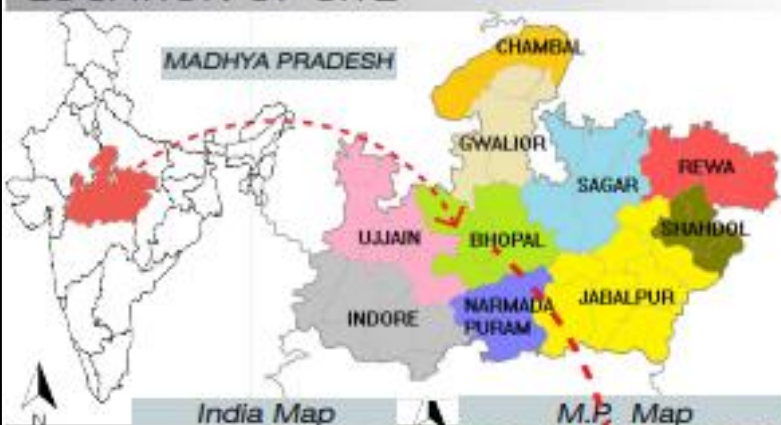 MADHYA PRADESH
CHAMBAL
GWALIOR
SAGAR
REWA
SHAHDOL
UJJAIN
BHOPAL
JABALPUR
INDORE
NARMADA
PURAM
N
India Map
M.P. Map